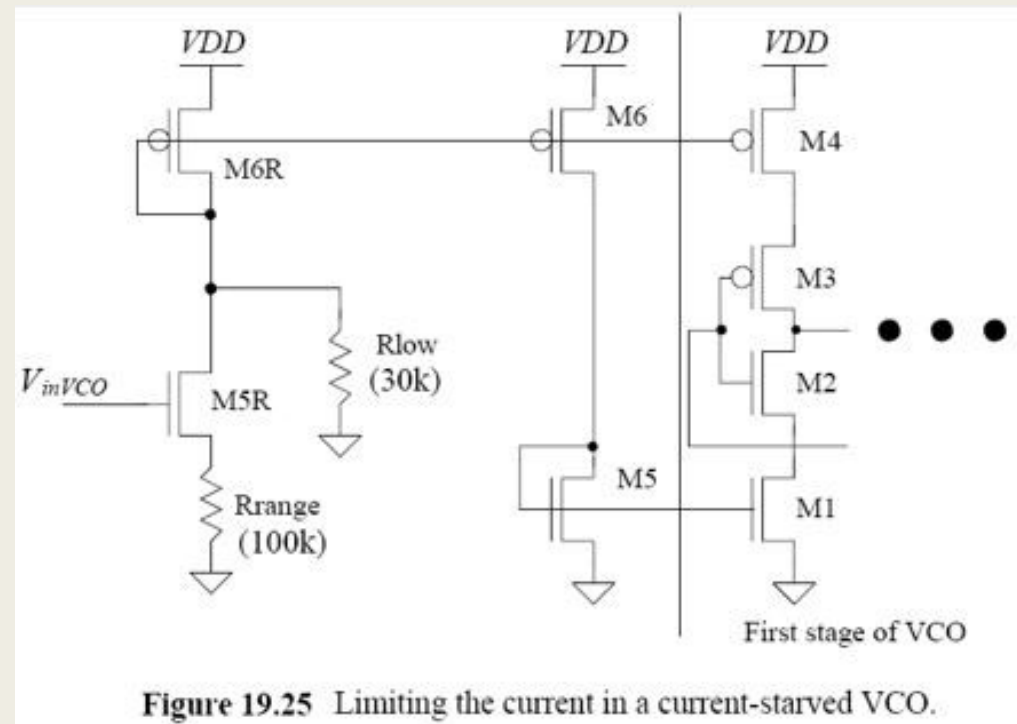 VDD
VDD
VDD
M6
M4
M6R
M3
Rlow
(30k)
VinVCO
M5R
M2
M5
M1
Rrange
(100k)
First stage of VCO
Figure 19.25 Limiting the current in a current-starved VCO.